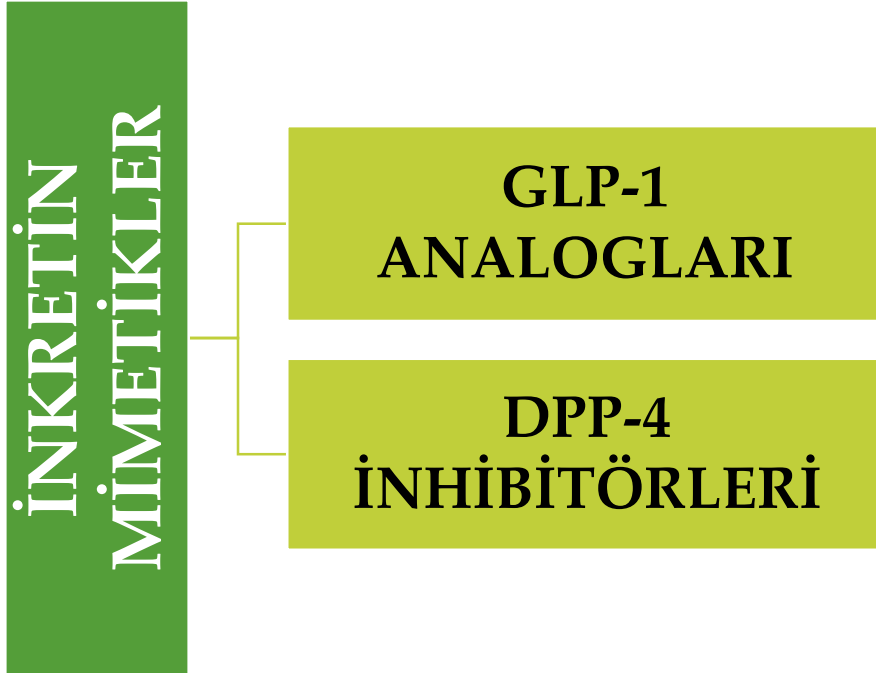 İNKRETİN
MİMETİKLER
GLP-1
ANALOGLARI
DPP-4
İNHİBİTÖRLERİ